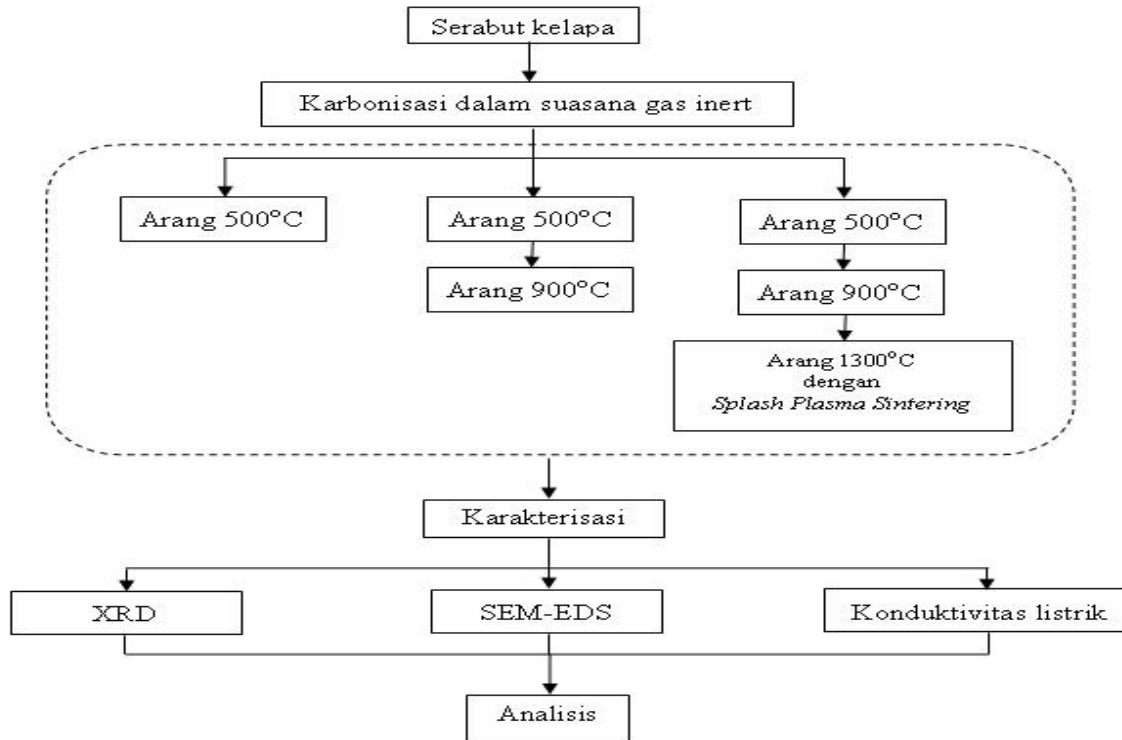 Serabut kelapa
Karbonisasi dalam suasana gas inert
Arang 500°C
Arang 500°C
Arang 500°C
Arang 900°C
Arang 900°C
Arang 1300°C
dengan
Splash Plasma Sintering
Karakterisasi
XRD
SEM-EDS
Konduktivitas listrik
Analisis